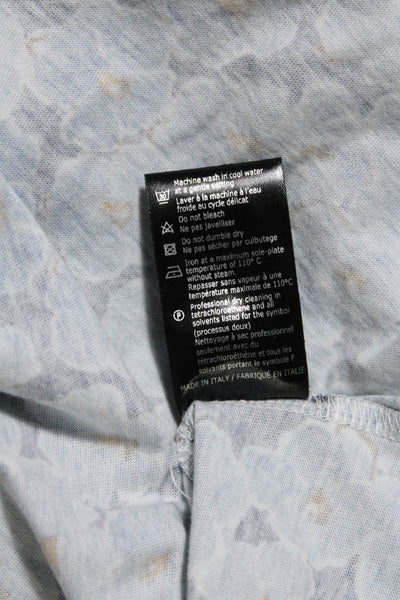 Machine wash in cool water
at a gentle setting
Laver à la machine à l'eau
froide au cycle délicat
Do not bleach
Ne pas javelliser
Do not dumble dry
Ne pas sécher par culbutage
Iron at a maximum sole-plate
temperature of 110° C
without steam.
Repasser sans vapeur à une
température maximale de 110°C
P
Professional dry cleaning in
tetrachloroethene and all
solvents listed for the symbol
(processus doux)
Nettoyage à sec professionnel
seulement avec du
tétrachloroéthène et tous les
solvants portant le symbole F
MADE IN ITALY / FABRIQUÉ EN ITALIE